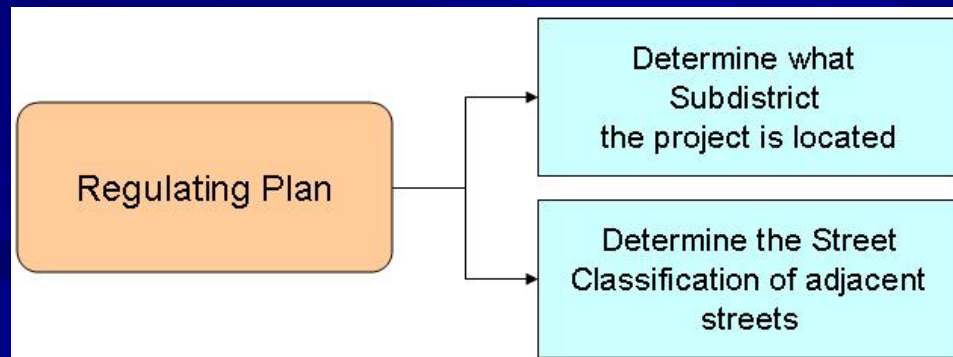 Regulating Plan
Determine what
Subdistrict
the project is located
Determine the Street
Classification of adjacent
streets